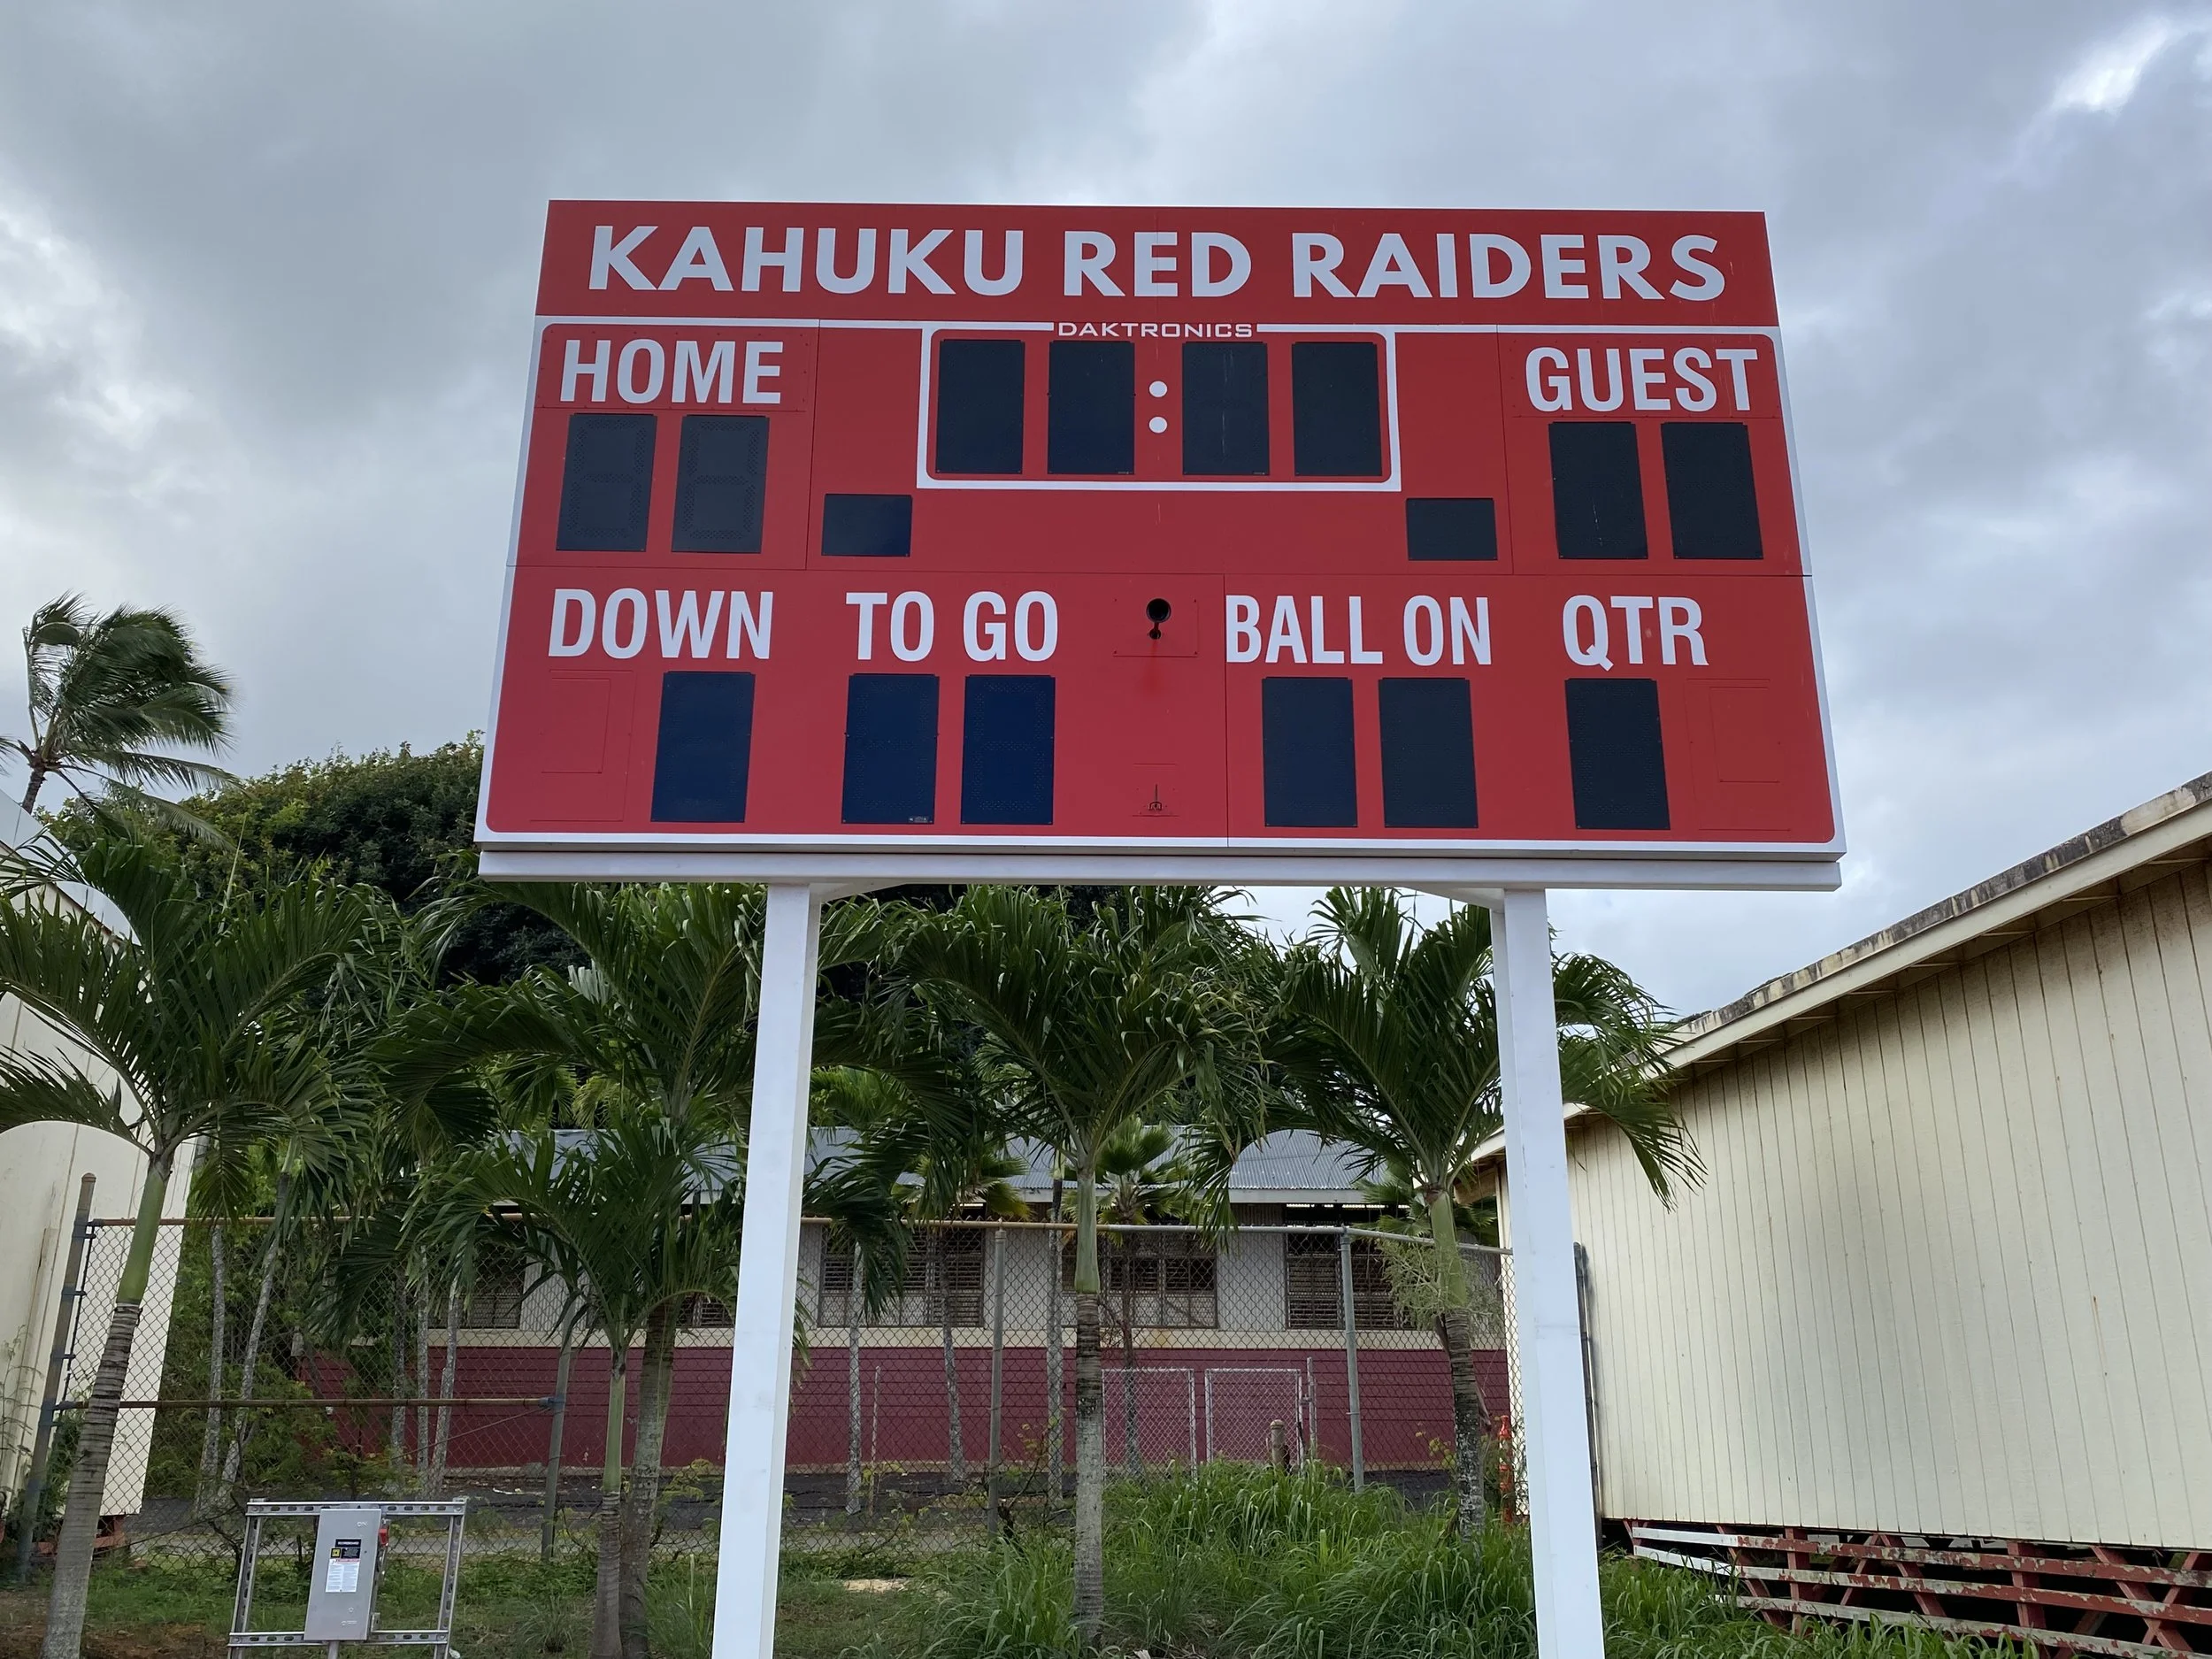 KAHUKU RED RAIDERS
DAKTRONICS
HOME
GUEST
DOWN TO GO BALL ON QTR